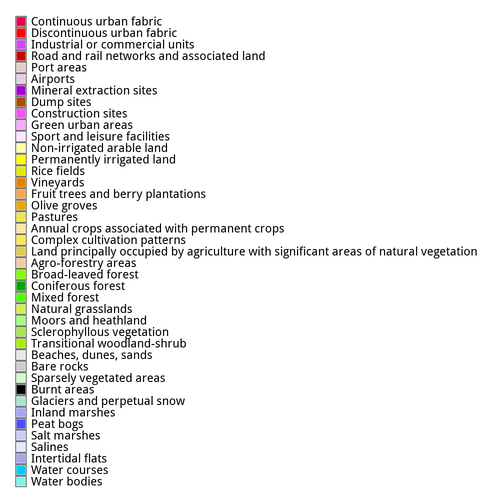 Continuous urban fabric
Discontinuous urban fabric
Industrial or commercial units
Road and rail networks and associated land
Port areas
Airports
Mineral extraction sites
Dump sites
Construction sites
Green urban areas
Sport and leisure facilities
Non-irrigated arable land
Permanently irrigated land
Rice fields
Vineyards
Fruit trees and berry plantations
Olive groves
Pastures
Annual crops associated with permanent crops
Complex cultivation patterns
Land principally occupied by agriculture with significant areas of natural vegetation
Agro-forestry areas
Broad-leaved forest
Coniferous forest
Mixed forest
Natural grasslands
Moors and heathland
Sclerophyllous vegetation
Transitional woodland-shrub
Beaches, dunes, sands
Bare rocks
Sparsely vegetated areas
Burnt areas
Glaciers and perpetual snow
Inland marshes
Peat bogs
Salt marshes
Salines
Intertidal flats
Water courses
Water bodies